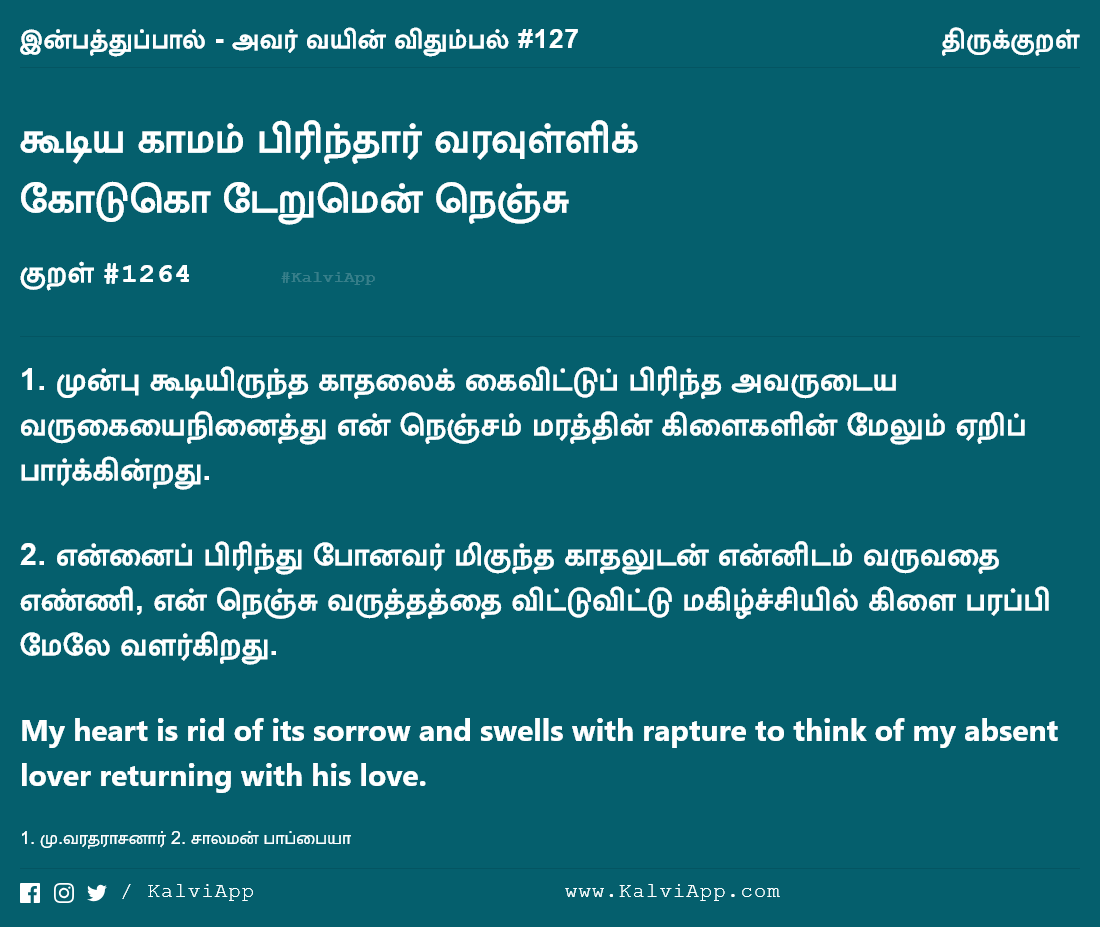 இன்பத்துப்பால் - அவர் வயின் விதும்பல் #127 திருக்குறள்
கூடிய காமம் பிரிந்தார் வரவுள்ளிக்
கோடுகொ டேறுமென் நெஞ்சு
குறள் #1264 #KalviApp
1. முன்பு கூடியிருந்த காதலைக் கைவிட்டுப் பிரிந்த அவருடைய
வருகையைநினைத்து என் நெஞ்சம் மரத்தின் கிளைகளின் மேலும் ஏறிப்
பார்க்கின்றது.
2. என்னைப் பிரிந்து போனவர் மிகுந்த காதலுடன் என்னிடம் வருவதை
எண்ணி, என் நெஞ்சு வருத்தத்தை விட்டுவிட்டு மகிழ்ச்சியில் கிளை பரப்பி
மேலே வளர்கிறது.
My heart is rid of its sorrow and swells with rapture to think of my absent
lover returning with his love.
1. மு.வரதராசனார் 2. சாலமன் பாப்பையா
/ KalviApp www.KalviApp.com